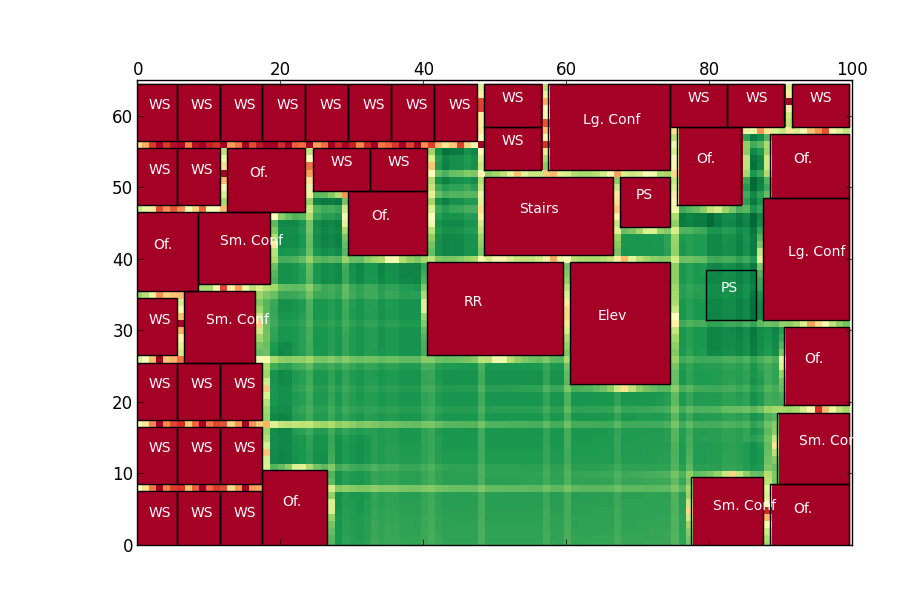 0 20 40 60 80 100
60
WS WS WS WS WS WS WS WS WS Lg. Conf WS WS WS
WS
50
WS WS Of. WS WS Of. Of.
Of. Stairs PS
40
Of. Sm. Conf Lg. Conf
PS
30
WS Sm. Conf RR Elev
Of.
20
WS WS WS
Sm. Con
10
WS WS WS
WS WS WS Of. Sm. Conf Of.
0